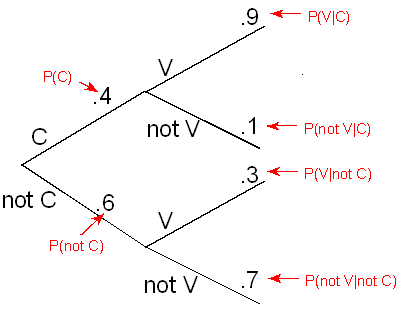 .9 P(V|C)
P(C) V
.4
C not V .1 P(not V|C)
.3 P(V|not C)
not C .6 V
P(not C)
.7 P(not V|not C)
not V